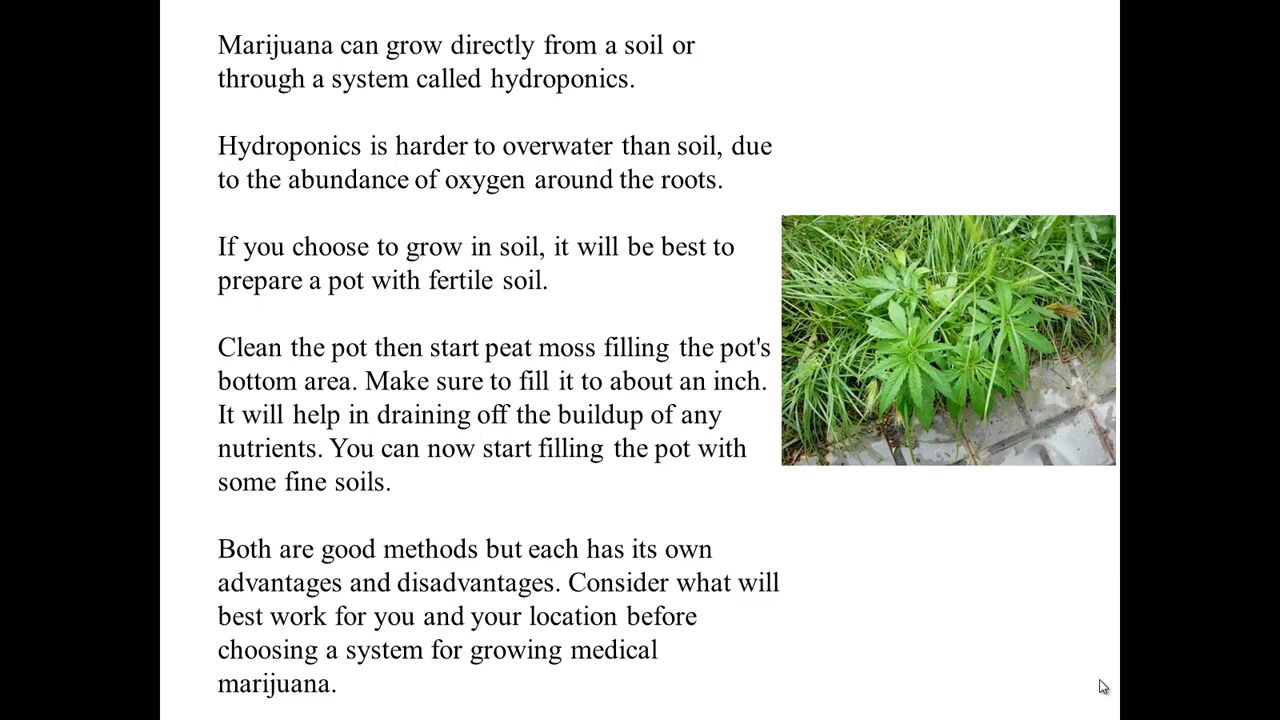 Marijuana can grow directly from a soil or
through a system called hydroponics.
Hydroponics is harder to overwater than soil, due
to the abundance of oxygen around the roots.
If you choose to grow in soil, it will be best to
prepare a pot with fertile soil.
Clean the pot then start peat moss filling the pot's
bottom area. Make sure to fill it to about an inch.
It will help in draining off the buildup of any
nutrients. You can now start filling the pot with
some fine soils.
Both are good methods but each has its own
advantages and disadvantages. Consider what will
best work for you and your location before
choosing a system for growing medical
marijuana.